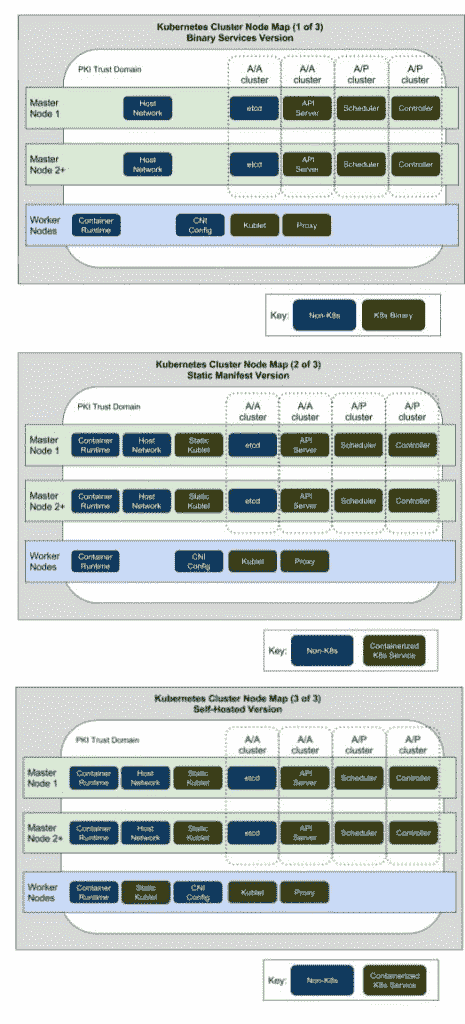 Kubernetes Cluster Node Map (1 of 3)
Binary Services Version
PKI Trust Domain
A/A cluster
A/A cluster
A/P cluster
A/P cluster
Master Node 1
Host Network
etcd
API Server
Scheduler
Controller
Master Node 2+
Host Network
etcd
API Server
Scheduler
Controller
Worker Nodes
Container Runtime
CNI Config
Kublet
Proxy
Key:
Non-K8s
K8s Binary
Kubernetes Cluster Node Map (2 of 3)
Static Manifest Version
PKI Trust Domain
A/A cluster
A/A cluster
A/P cluster
A/P cluster
Master Node 1
Container Runtime
Host Network
Static Kublet
etcd
API Server
Scheduler
Controller
Master Node 2+
Container Runtime
Host Network
Static Kublet
etcd
API Server
Scheduler
Controller
Worker Nodes
Container Runtime
CNI Config
Kublet
Proxy
Key:
Non-K8s
Containerized K8s Service
Kubernetes Cluster Node Map (3 of 3)
Self-Hosted Version
PKI Trust Domain
A/A cluster
A/A cluster
A/P cluster
A/P cluster
Master Node 1
Container Runtime
Host Network
Static Kublet
etcd
API Server
Scheduler
Controller
Master Node 2+
Container Runtime
Host Network
Static Kublet
etcd
API Server
Scheduler
Controller
Worker Nodes
Container Runtime
Static Kublet
CNI Config
Kublet
Proxy
Key:
Non-K8s
Containerized K8s Service